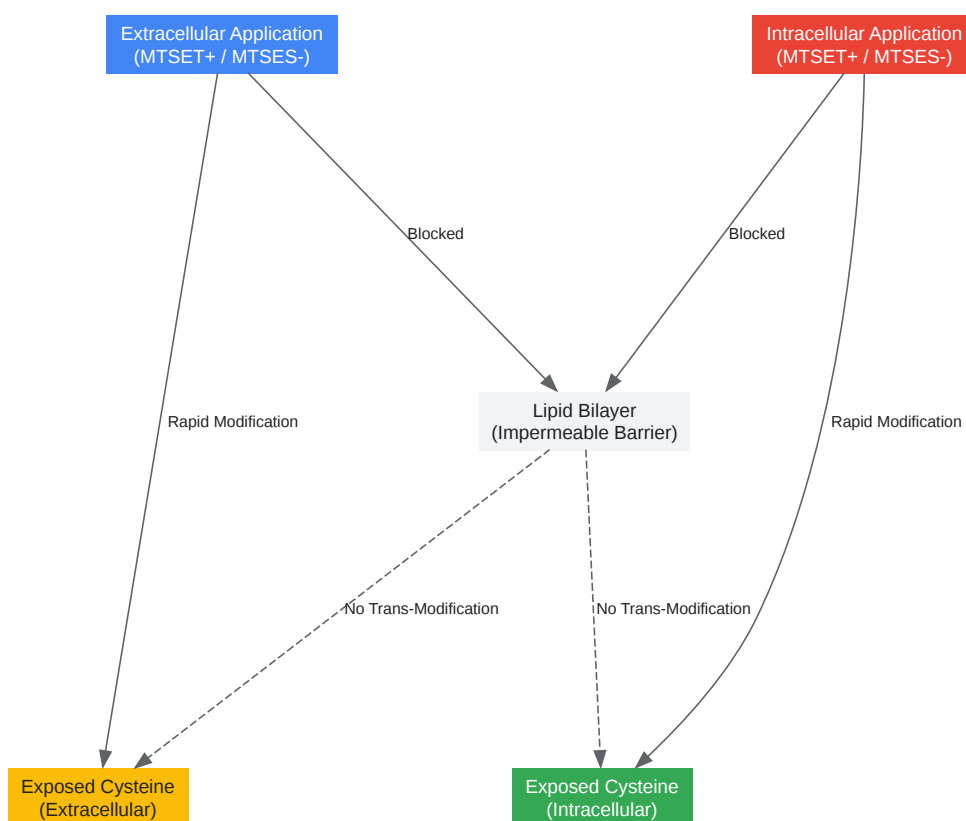 Extracellular Application
(MTSET+ / MTSES-)
Intracellular Application
(MTSET+ / MTSES-)
Blocked
Blocked
Lipid Bilayer
(Impermeable Barrier)
Rapid Modification
Rapid Modification
No Trans-Modification
No Trans-Modification
Exposed Cysteine
(Extracellular)
Exposed Cysteine
(Intracellular)